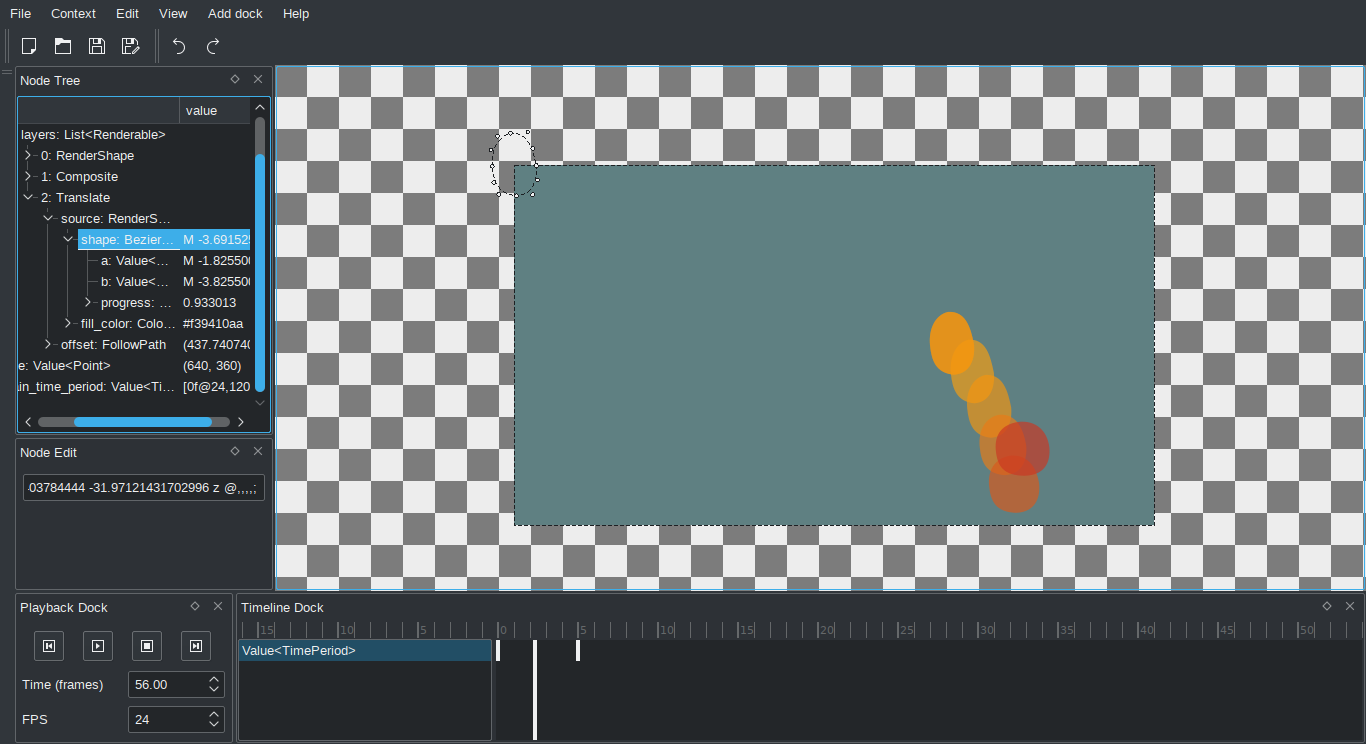 File Context Edit View Add dock Help
Node Tree
value
layers: List<Renderable>
0: RenderShape
1: Composite
2: Translate
source: RenderS...
shape: Bezier... M -3.69152
a: Value<... M -1.82550
b: Value<... M -3.82550
progress: ... 0.933013
fill_color: Colo... #f39410aa
offset: FollowPath (437.740740
e: Value<Point> (640, 360)
in_time_period: Value<Ti... [0f@24,120
Node Edit
03784444 -31.97121431702996 z @,,,,;
Playback Dock
Time (frames) 56.00
FPS 24
Timeline Dock
15 10 5 0 5 10 15 20 25 30 35 40 45 50
Value<TimePeriod>